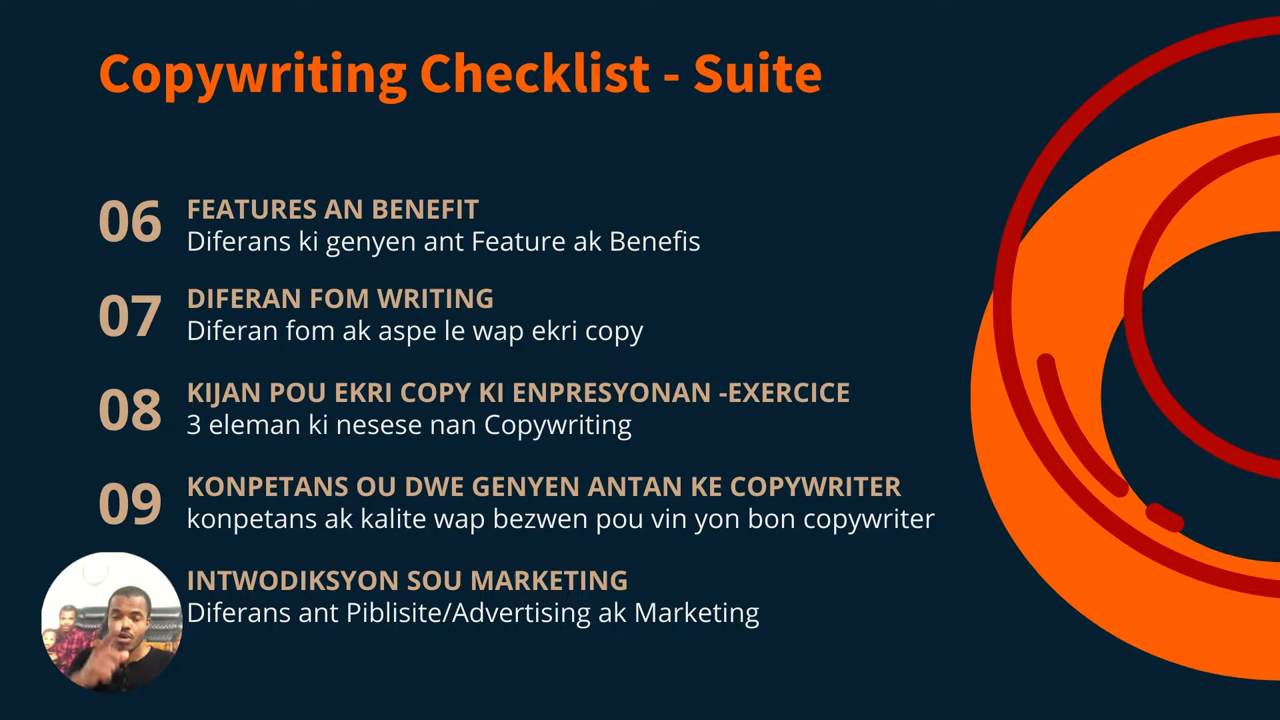 Copywriting Checklist - Suite
06
FEATURES AN BENEFIT
Diferans ki genyen ant Feature ak Benefis
07
DIFERAN FOM WRITING
Diferan fom ak aspe le wap ekri copy
08
KIJAN POU EKRI COPY KI ENPRESYONAN -EXERCICE
3 eleman ki nesese nan Copywriting
09
KONPETANS OU DWE GENYEN ANTAN KE COPYWRITER
konpetans ak kalite wap bezwen pou vin yon bon copywriter
INTWODIKSYON SOU MARKETING
Diferans ant Piblisite/Advertising ak Marketing